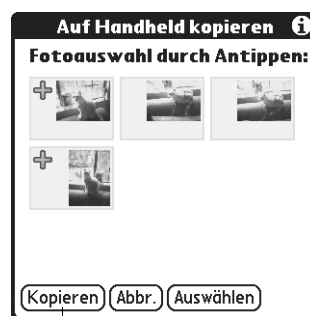 Auf Handheld kopieren
Fotoauswahl durch Antippen:
Kopieren Abbr. Auswählen